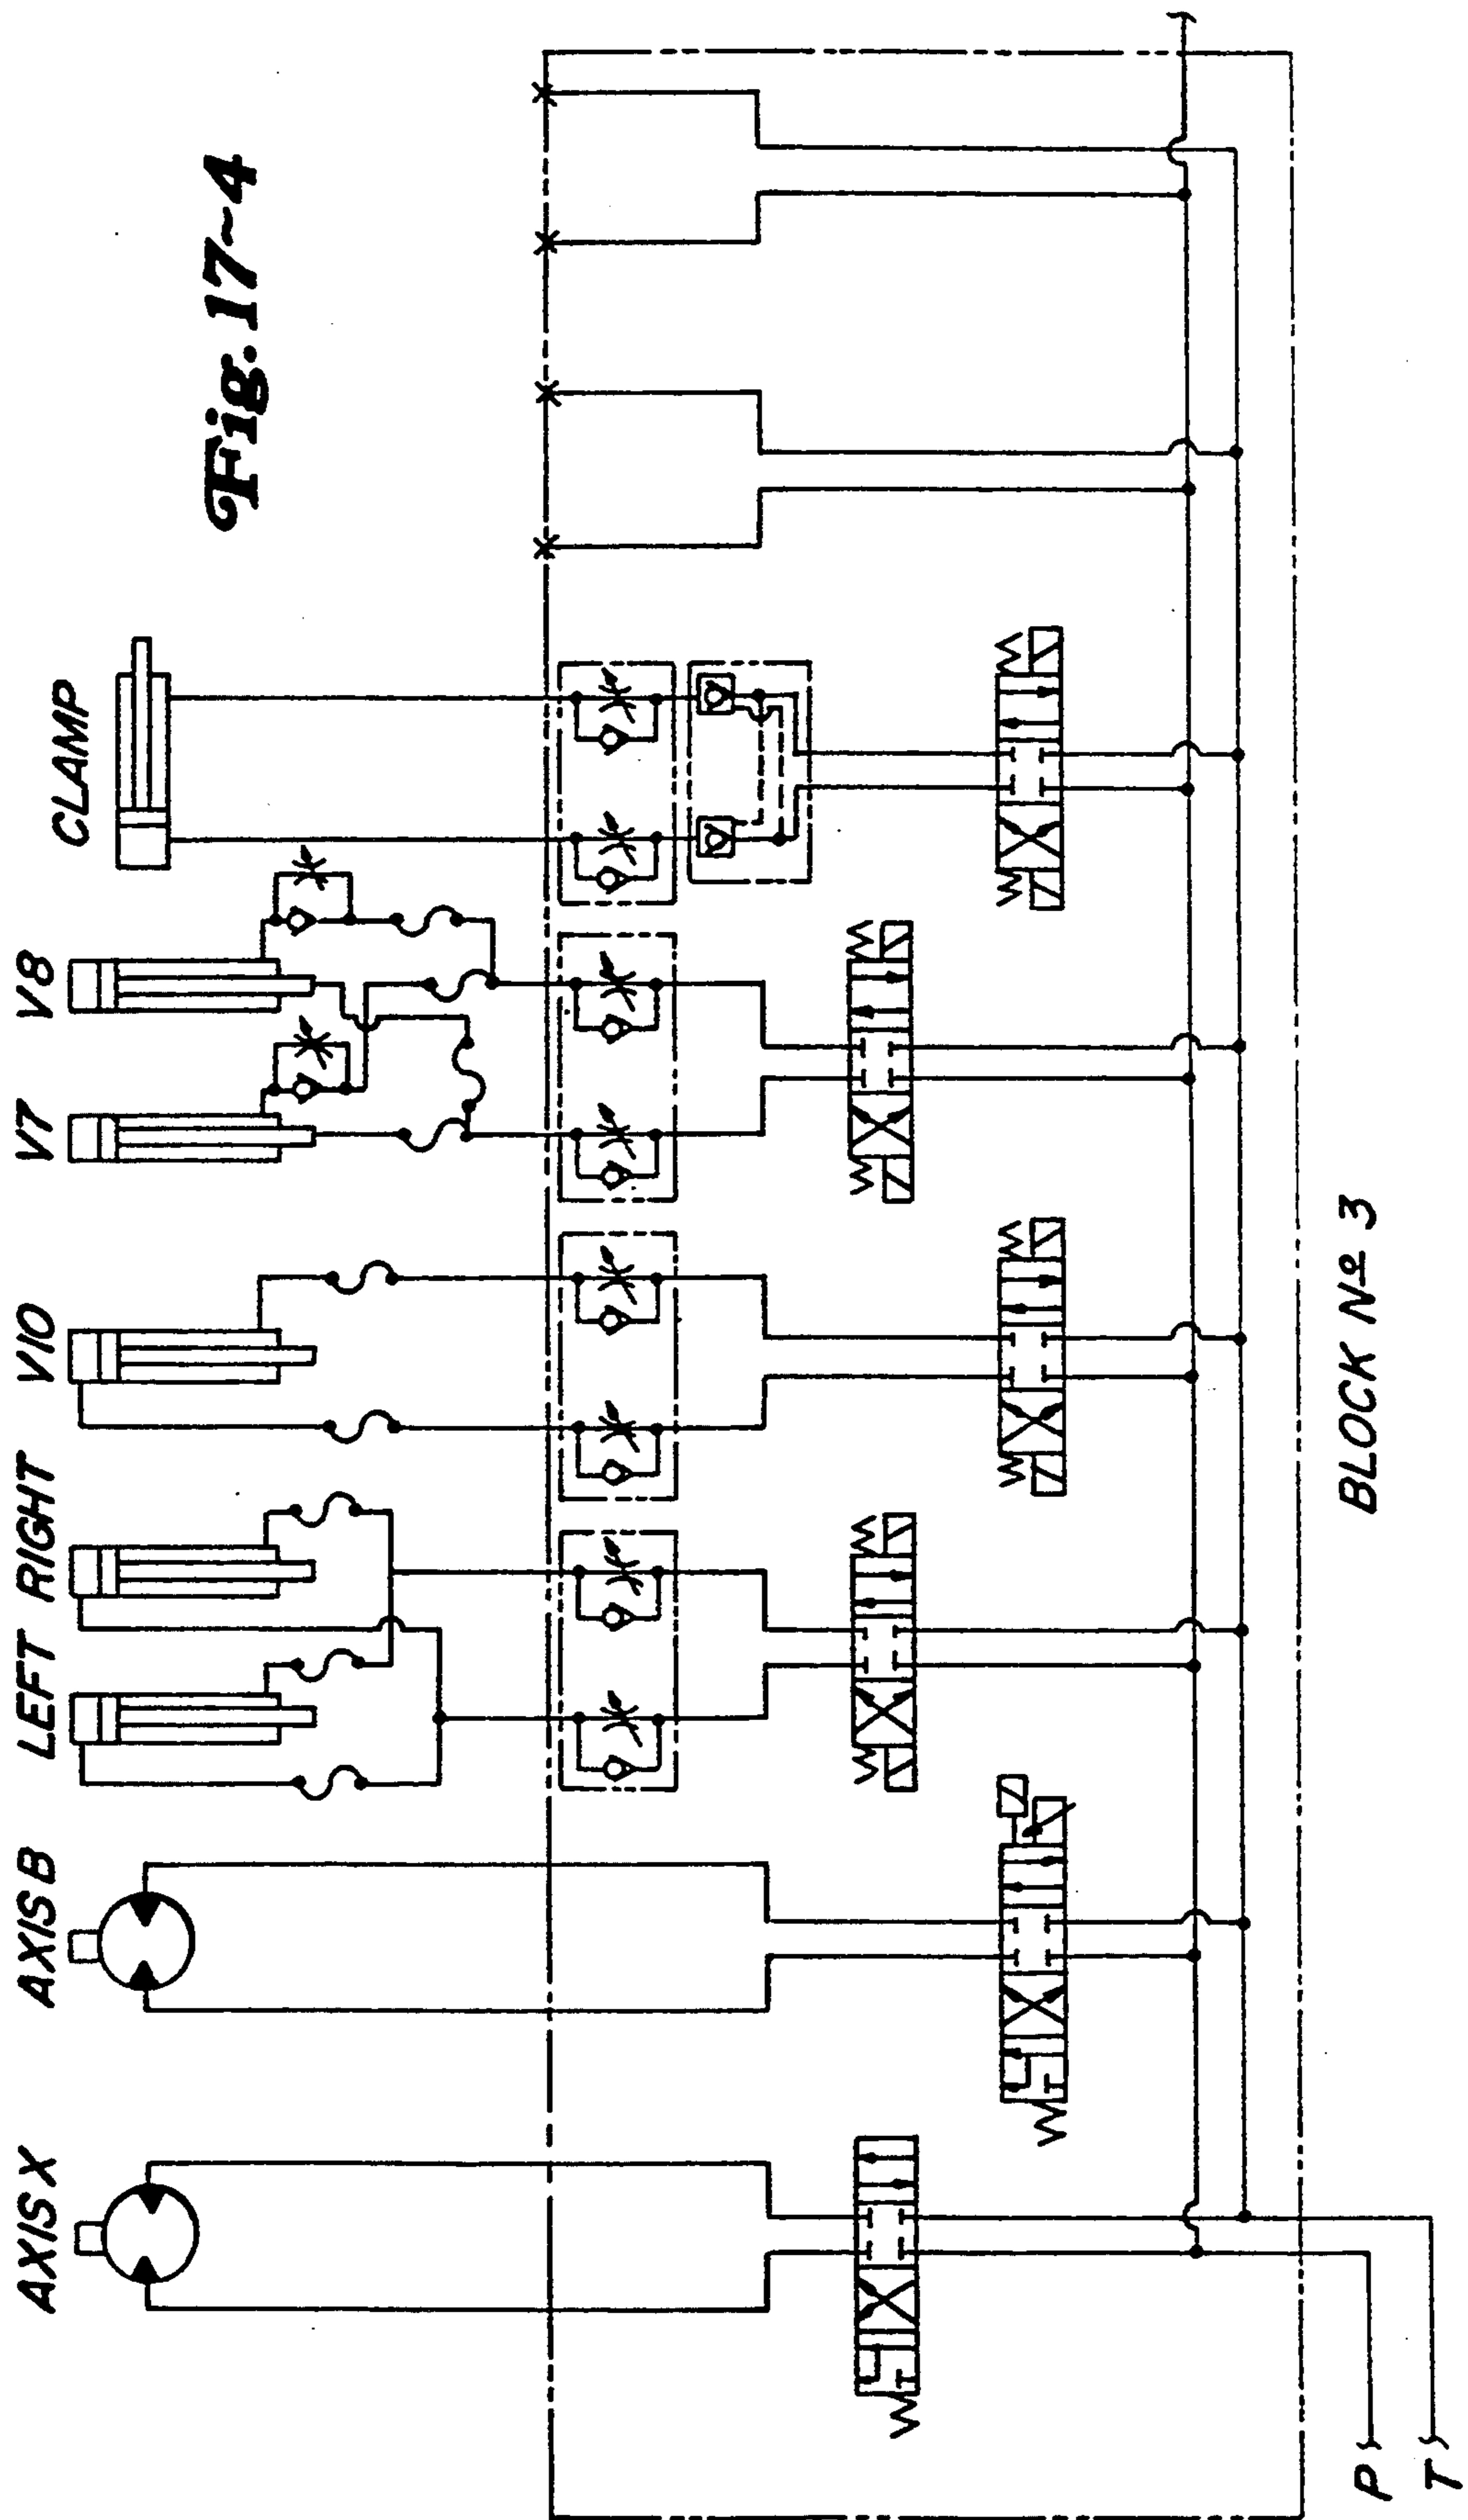 Fig. 17~4
AXIS X
AXIS B
LEFT
RIGHT
V10
V7
V8
CLAMP
P
T
BLOCK Nº 3